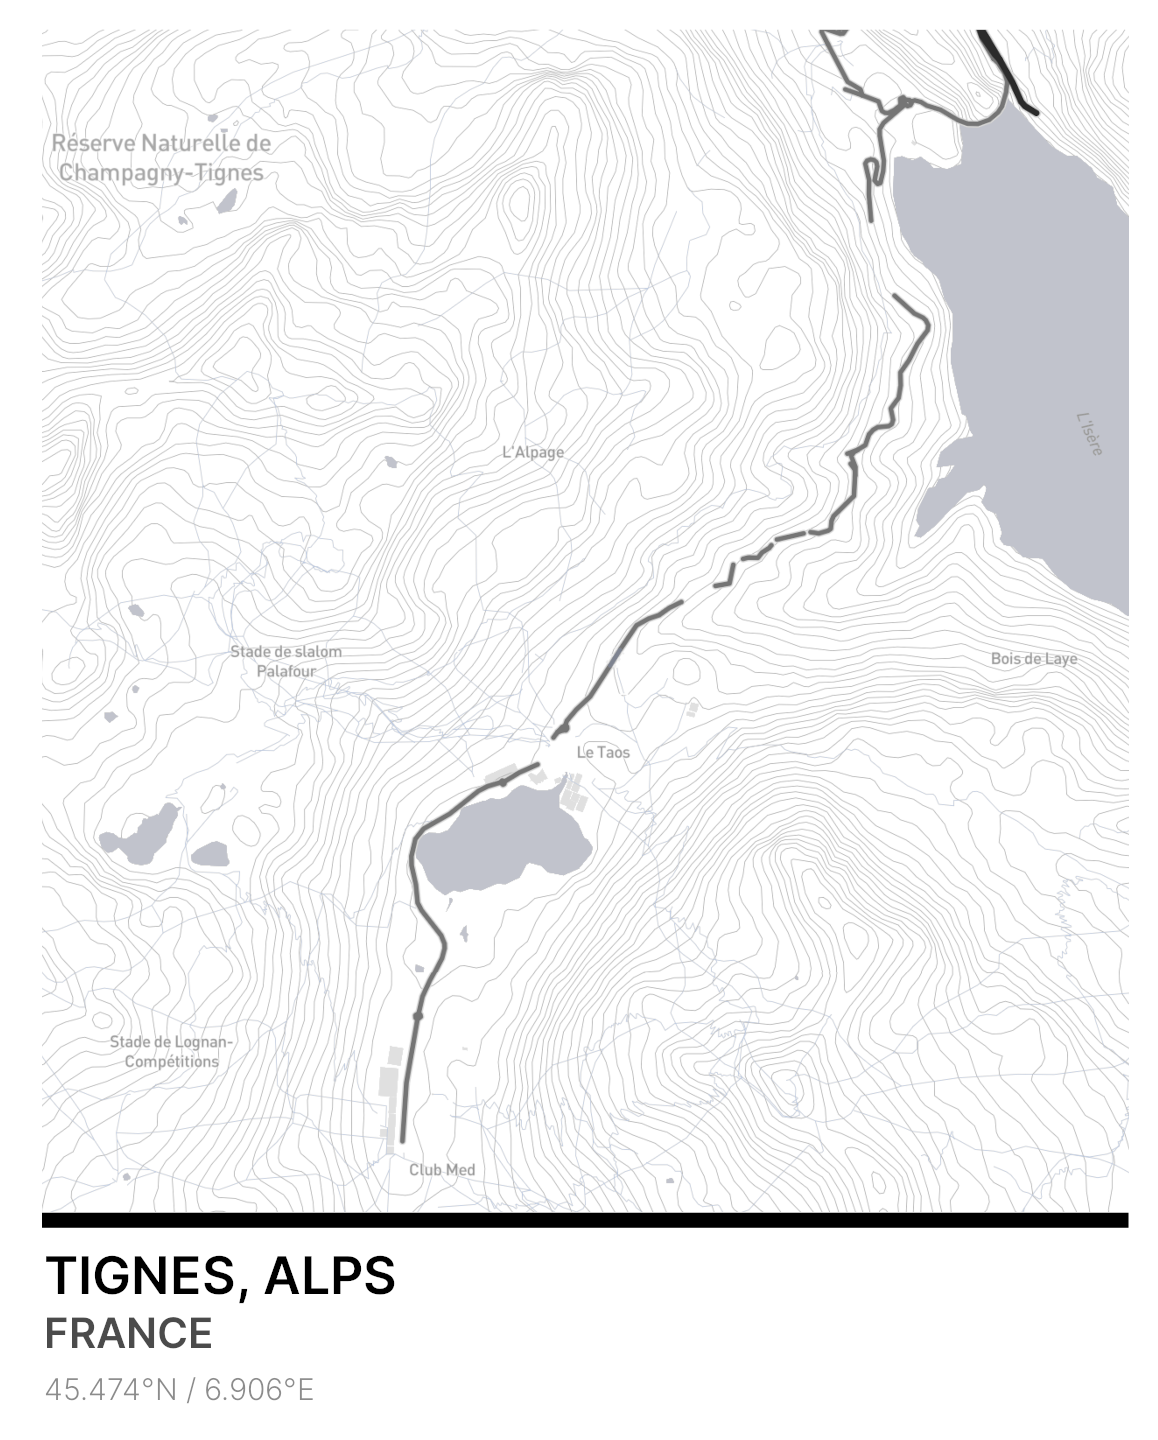 Réserve Naturelle de
Champagny-Tignes
L'Isère
L'Alpage
Stade de slalom
Palafour
Bois de Laye
Le Taos
Stade de Lognan-
Compétitions
Club Med
TIGNES, ALPS
FRANCE
45.474°N / 6.906°E